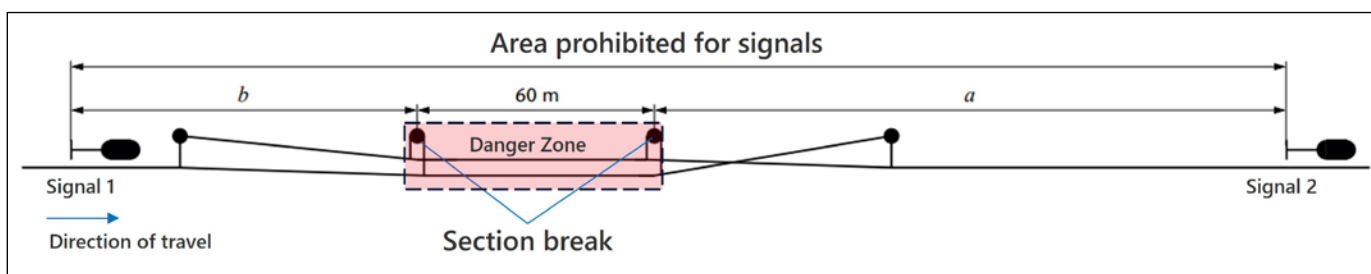 Area prohibited for signals
b
60 m
a
Danger Zone
Signal 1
Signal 2
Direction of travel
Section break